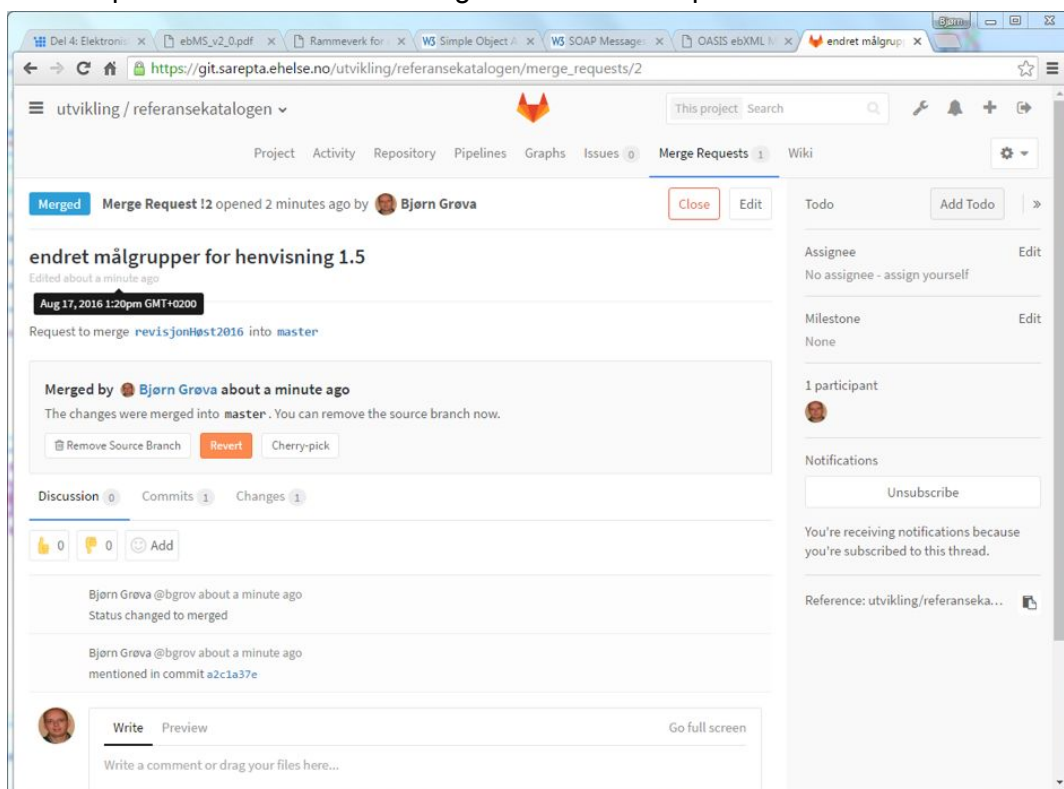 Bjørn
Del 4: Elektronis
ebMS_v2_0.pdf
Rammeverk for
Simple Object A
SOAP Message
OASIS ebXML M
endret målgrup
https://git.sarepta.ehelse.no/utvikling/referansekatalogen/merge_requests/2
utvikling / referansekatalogen
This project Search
Project Activity Repository Pipelines Graphs Issues 0 Merge Requests 1 Wiki
Merged Merge Request !2 opened 2 minutes ago by Bjørn Grøva
Close Edit
endret målgrupper for henvisning 1.5
Edited about a minute ago
Aug 17, 2016 1:20pm GMT+0200
Request to merge revisjonHøst2016 into master
Merged by Bjørn Grøva about a minute ago
The changes were merged into master. You can remove the source branch now.
Remove Source Branch Revert Cherry-pick
Discussion 0 Commits 1 Changes 1
0 0 Add
Bjørn Grøva @bgrov about a minute ago
Status changed to merged
Bjørn Grøva @bgrov about a minute ago
mentioned in commit a2c1a37e
Write Preview Go full screen
Write a comment or drag your files here...
Todo Add Todo »
Assignee Edit
No assignee - assign yourself
Milestone Edit
None
1 participant
Notifications
Unsubscribe
You're receiving notifications because
you're subscribed to this thread.
Reference: utvikling/referanseka...